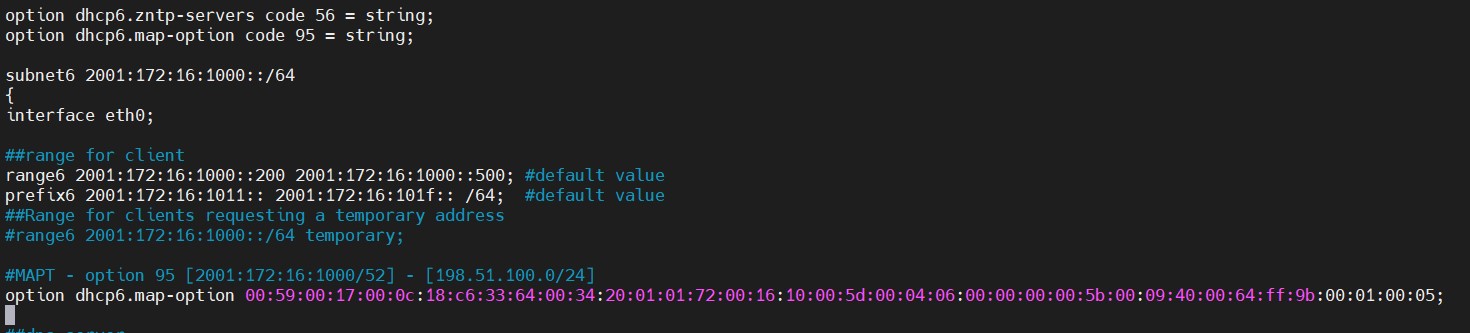 option dhcp6.zntp-servers code 56 = string;
option dhcp6.map-option code 95 = string;
subnet6 2001:172:16:1000::/64
{
interface eth0;
##range for client
range6 2001:172:16:1000::200 2001:172:16:1000::500; #default value
prefix6 2001:172:16:1011:: 2001:172:16:101f:: /64;  #default value
##Range for clients requesting a temporary address
#range6 2001:172:16:1000::/64 temporary;
#MAPT - option 95 [2001:172:16:1000/52] - [198.51.100.0/24]
option dhcp6.map-option 00:59:00:17:00:0c:18:c6:33:64:00:34:20:01:01:72:00:16:10:00:5d:00:04:06:00:00:00:00:5b:00:09:40:00:64:ff:9b:00:01:00:05;